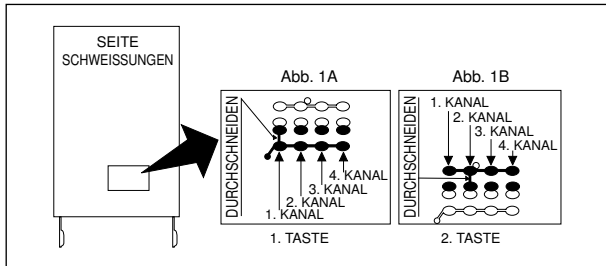 SEITE
SCHWEISSUNGEN
Abb. 1A
DURCHSCHNEIDEN
4. KANAL
3. KANAL
2. KANAL
1. KANAL
1. TASTE
Abb. 1B
DURCHSCHNEIDEN
1. KANAL
2. KANAL
3. KANAL
4. KANAL
2. TASTE